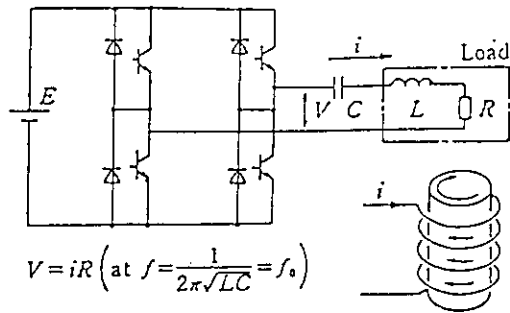 i
Load
E
V
C
L
R
i
V = iR (at f = 1/2π√LC = f₀)